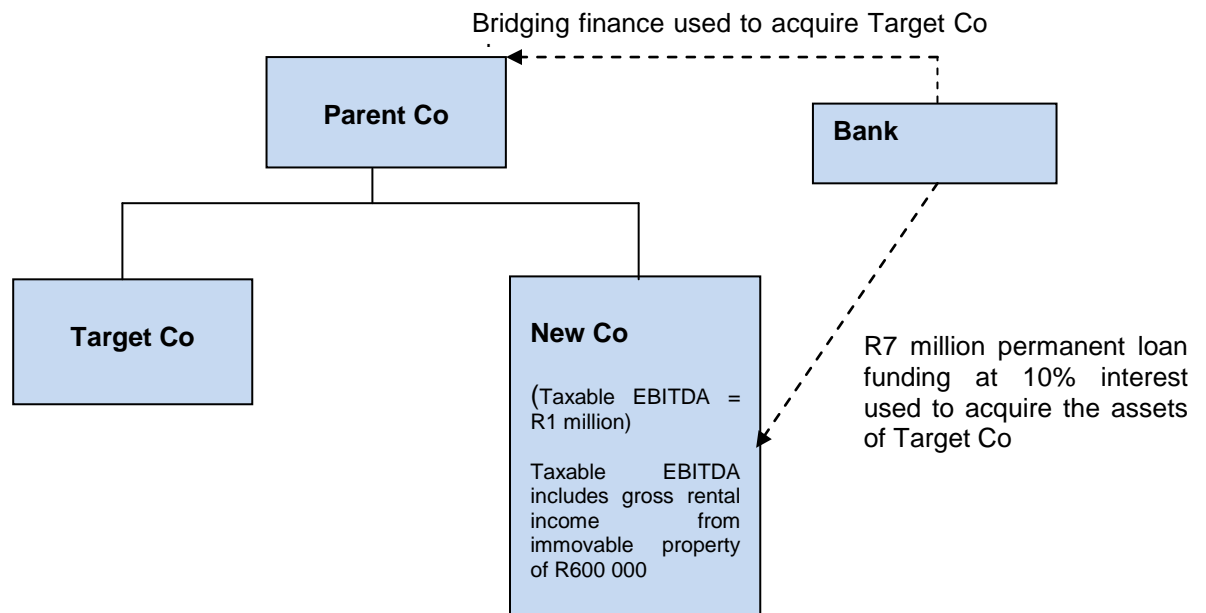 Bridging finance used to acquire Target Co
.
Parent Co
Bank
Target Co
New Co
(Taxable EBITDA =
R1 million)
Taxable EBITDA
includes gross rental
income from
immovable property
of R600 000
R7 million permanent loan
funding at 10% interest
used to acquire the assets
of Target Co